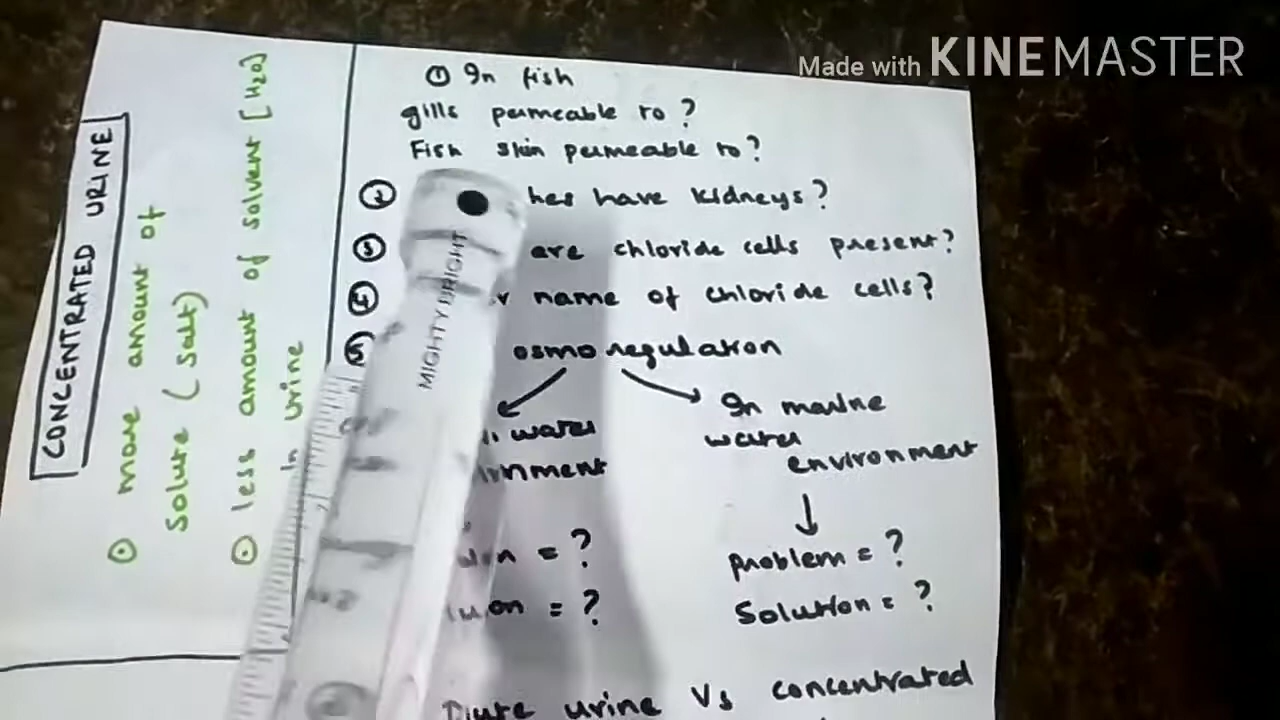 Made with KINEMASTER
CONCENTRATED URINE
⊙ more amount of
solute (salt)
⊙ less amount of solvent [H2O]
In urine
① In fish
gills permeable to?
Fish skin permeable to?
② hes have kidneys?
③ are chloride cells present?
④ name of chloride cells?
⑤ osmoregulation
water
nment
= ?
= ?
In marine
water
environment
problem = ?
Solution = ?
Dilute urine Vs concentrated
MIGHTY BRIGHT